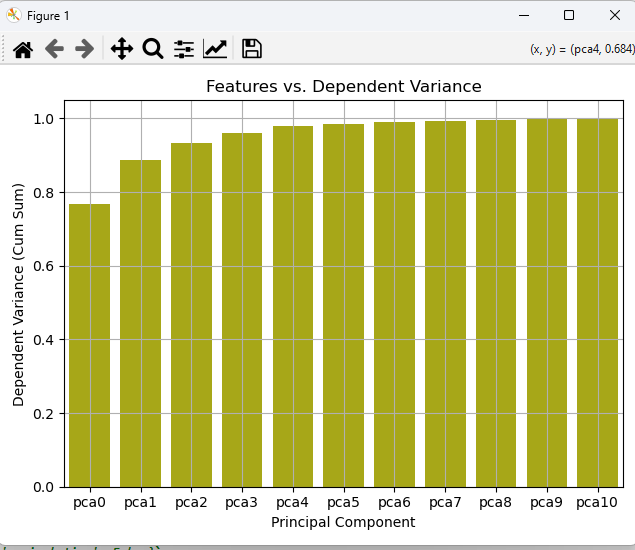 Figure 1
(x, y) = (pca4, 0.684)
Features vs. Dependent Variance
1.0
0.8
0.6
0.4
0.2
0.0
Dependent Variance (Cum Sum)
pca0 pca1 pca2 pca3 pca4 pca5 pca6 pca7 pca8 pca9 pca10
Principal Component